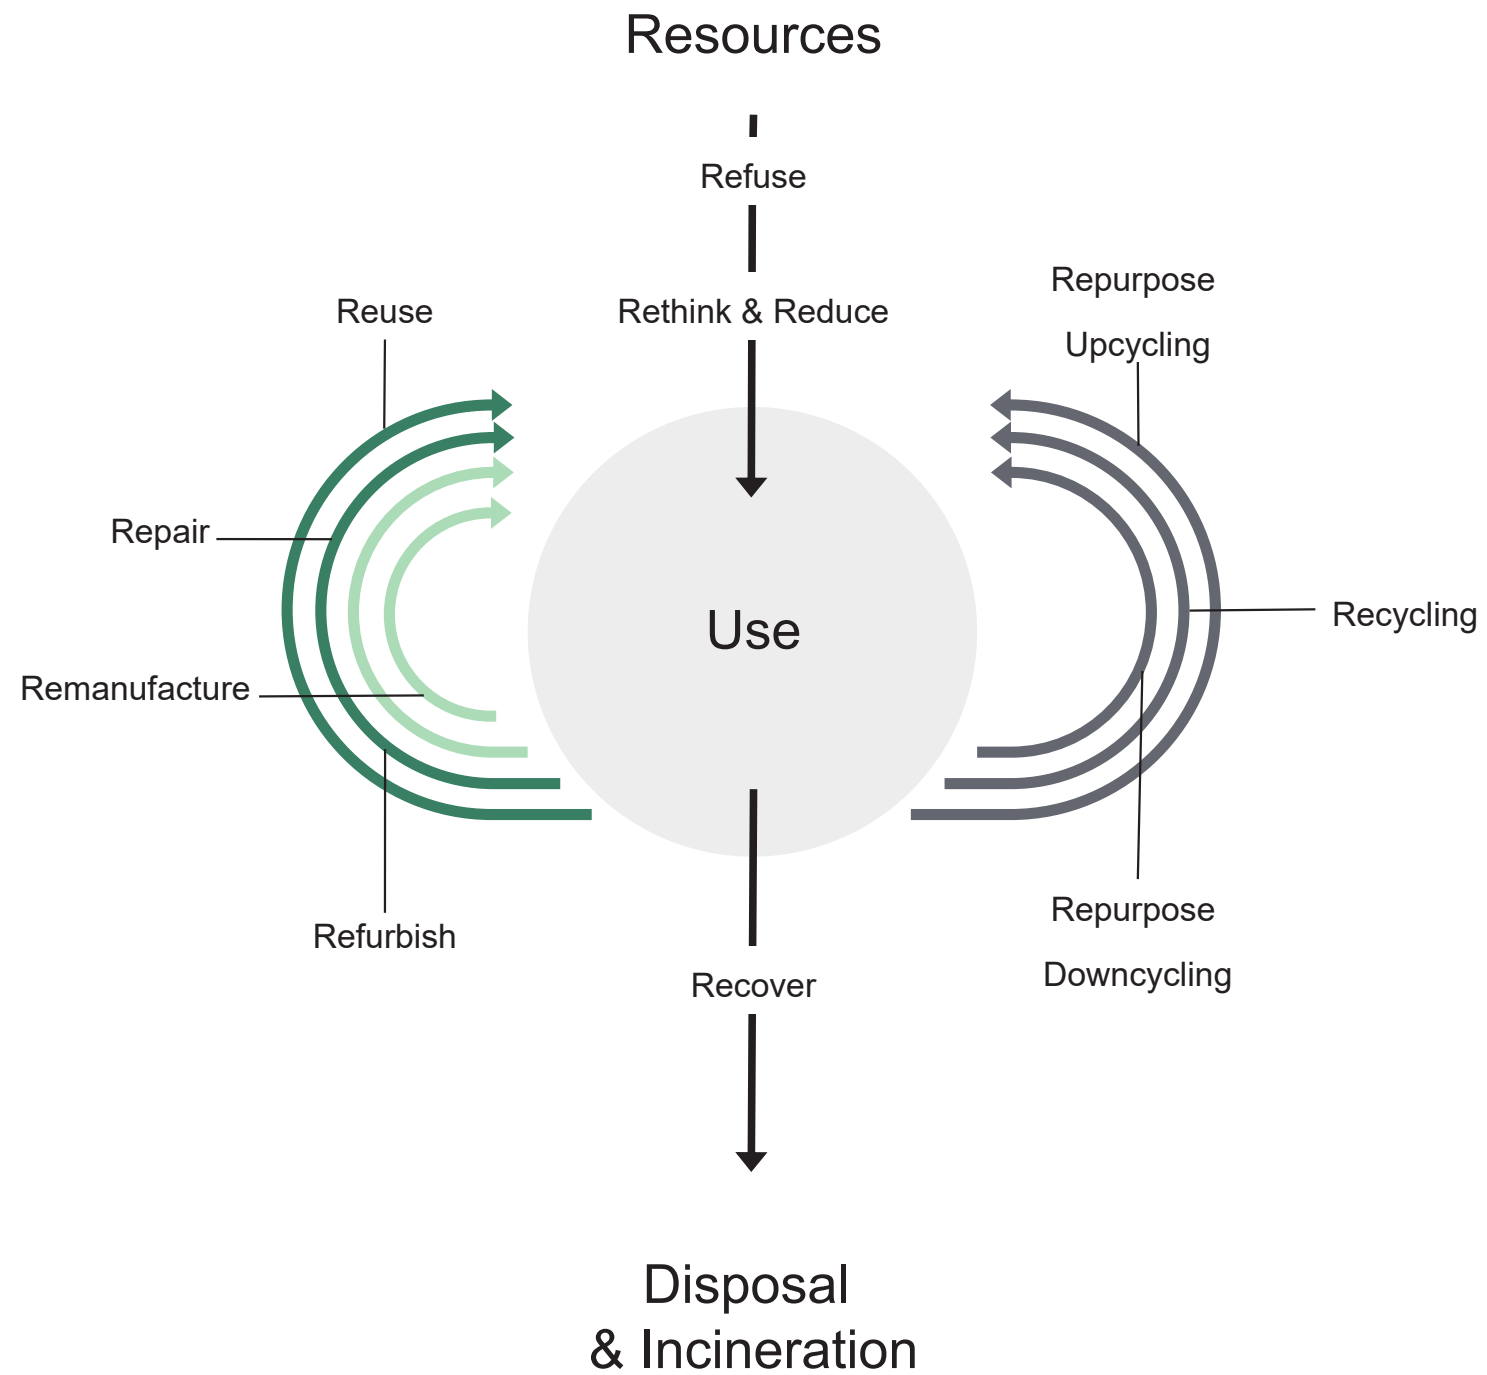 Resources
Refuse
Rethink & Reduce
Reuse
Repair
Remanufacture
Refurbish
Use
Repurpose
Upcycling
Recycling
Repurpose
Downcycling
Recover
Disposal
& Incineration